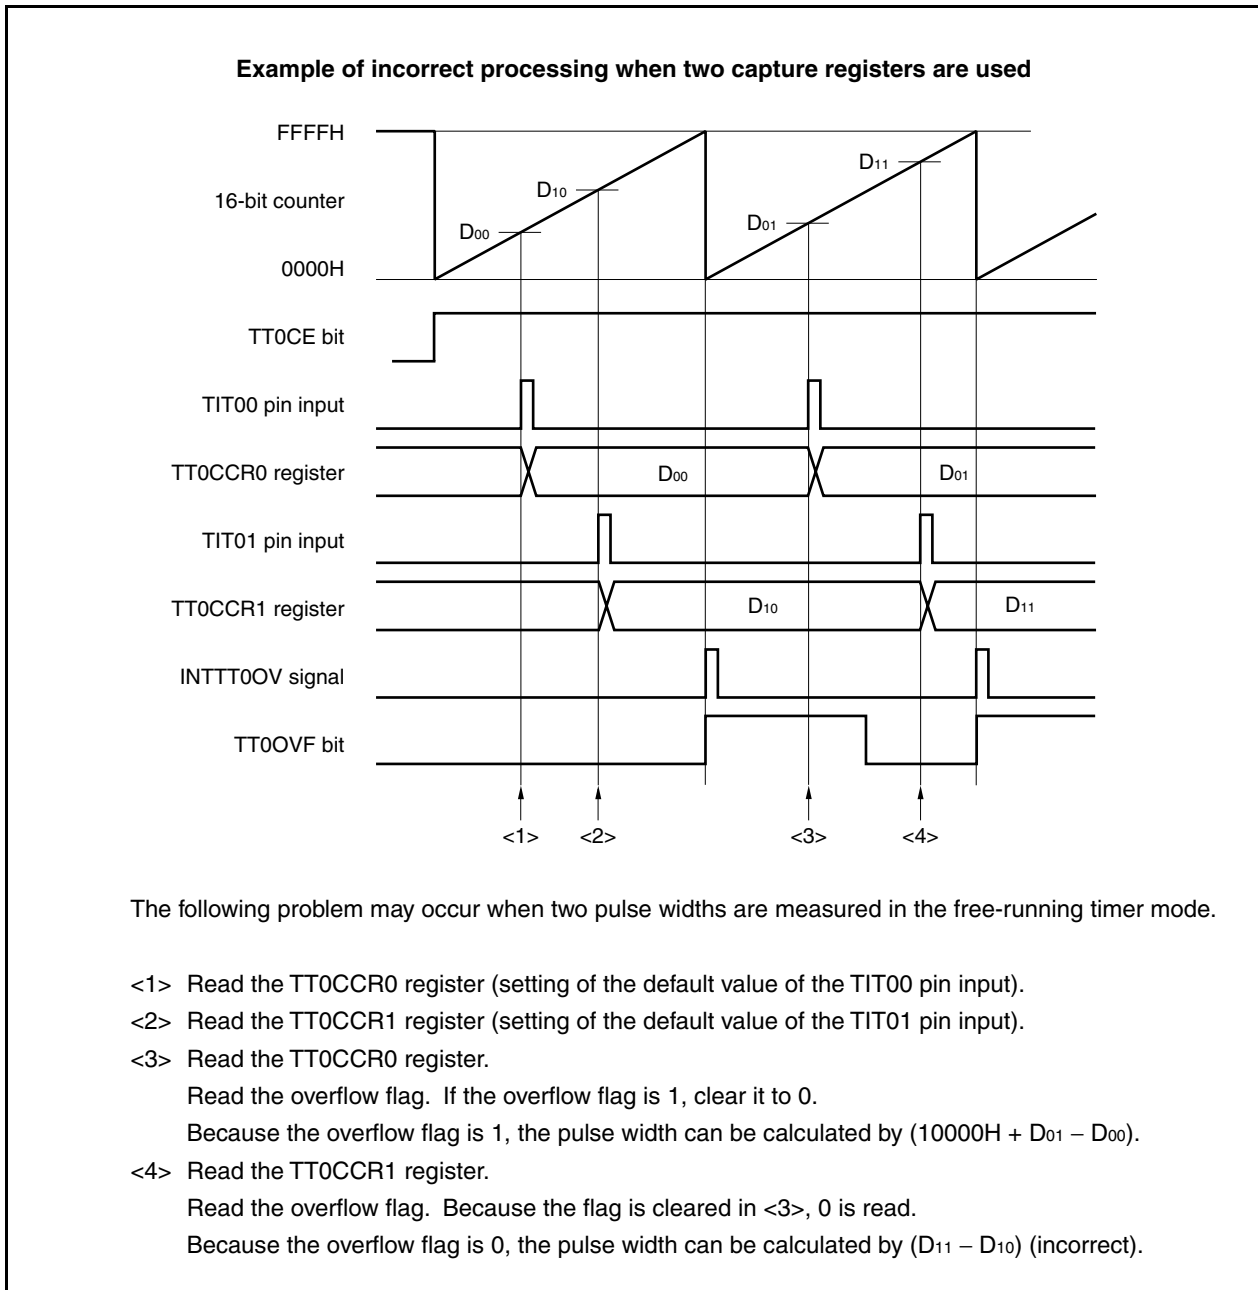 Example of incorrect processing when two capture registers are used
FFFFH
D11
D10
16-bit counter
D01
D00
0000H
TT0CE bit
TIT00 pin input
TT0CCR0 register
D00
D01
TIT01 pin input
TT0CCR1 register
D10
D11
INTTT0OV signal
TT0OVF bit
<1> <2> <3> <4>
The following problem may occur when two pulse widths are measured in the free-running timer mode.
<1> Read the TT0CCR0 register (setting of the default value of the TIT00 pin input).
<2> Read the TT0CCR1 register (setting of the default value of the TIT01 pin input).
<3> Read the TT0CCR0 register.
Read the overflow flag. If the overflow flag is 1, clear it to 0.
Because the overflow flag is 1, the pulse width can be calculated by (10000H + D01 − D00).
<4> Read the TT0CCR1 register.
Read the overflow flag. Because the flag is cleared in <3>, 0 is read.
Because the overflow flag is 0, the pulse width can be calculated by (D11 − D10) (incorrect).